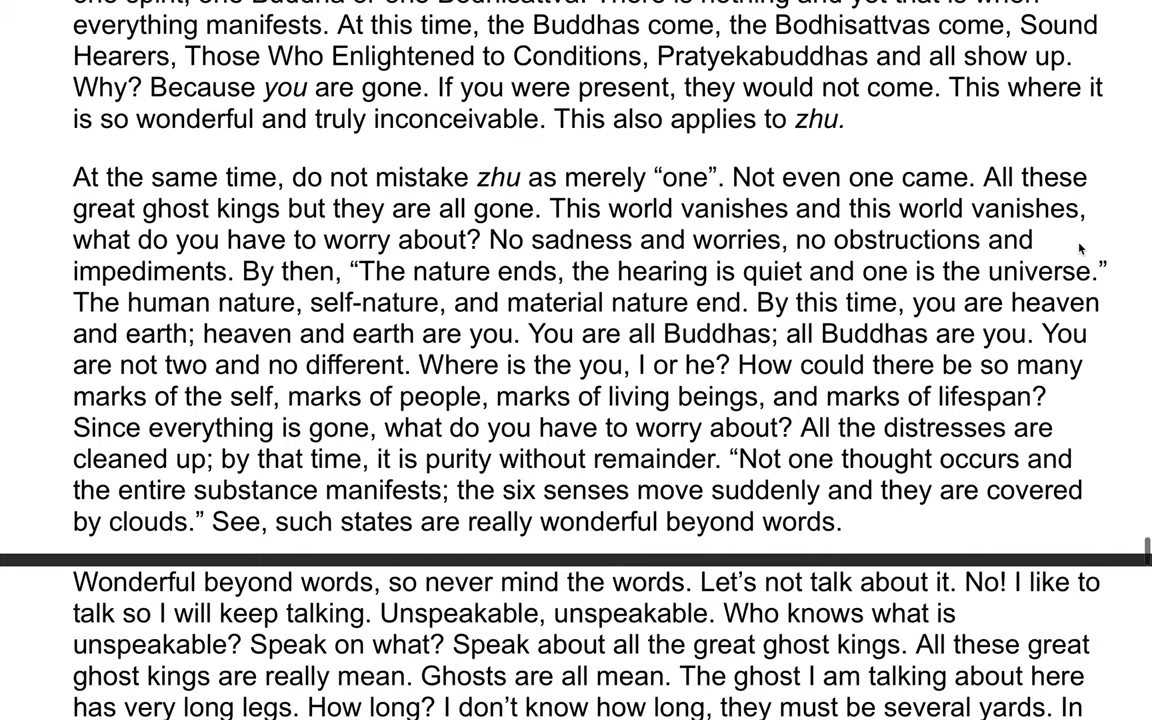 one spirit, one Buddha or one Bodhisattva. There is nothing and yet that is when
everything manifests. At this time, the Buddhas come, the Bodhisattvas come, Sound
Hearers, Those Who Enlightened to Conditions, Pratyekabuddhas and all show up.
Why? Because you are gone. If you were present, they would not come. This where it
is so wonderful and truly inconceivable. This also applies to zhu.
At the same time, do not mistake zhu as merely “one”. Not even one came. All these
great ghost kings but they are all gone. This world vanishes and this world vanishes,
what do you have to worry about? No sadness and worries, no obstructions and
impediments. By then, “The nature ends, the hearing is quiet and one is the universe.”
The human nature, self-nature, and material nature end. By this time, you are heaven
and earth; heaven and earth are you. You are all Buddhas; all Buddhas are you. You
are not two and no different. Where is the you, I or he? How could there be so many
marks of the self, marks of people, marks of living beings, and marks of lifespan?
Since everything is gone, what do you have to worry about? All the distresses are
cleaned up; by that time, it is purity without remainder. “Not one thought occurs and
the entire substance manifests; the six senses move suddenly and they are covered
by clouds.” See, such states are really wonderful beyond words.
Wonderful beyond words, so never mind the words. Let’s not talk about it. No! I like to
talk so I will keep talking. Unspeakable, unspeakable. Who knows what is
unspeakable? Speak on what? Speak about all the great ghost kings. All these great
ghost kings are really mean. Ghosts are all mean. The ghost I am talking about here
has very long legs. How long? I don’t know how long, they must be several yards. In